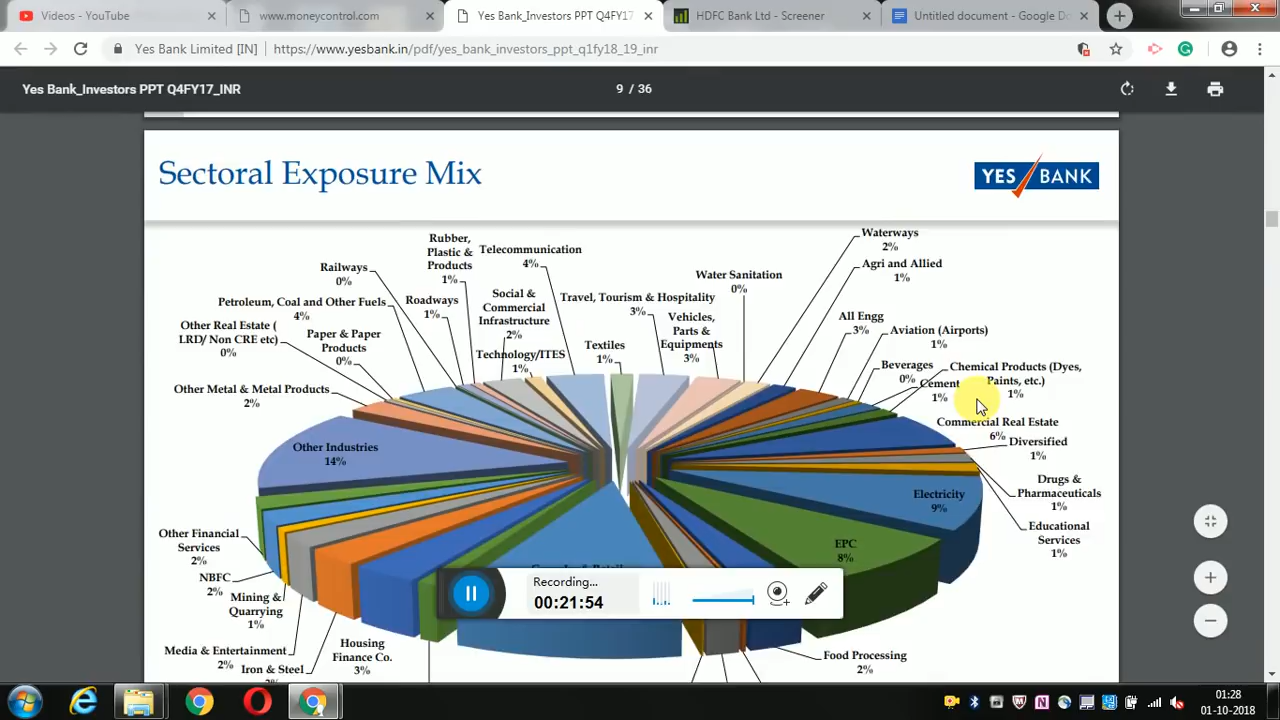 Videos - YouTube
www.moneycontrol.com
Yes Bank_Investors PPT Q4FY17
HDFC Bank Ltd - Screener
Untitled document - Google Do
Yes Bank Limited [IN]
https://www.yesbank.in/pdf/yes_bank_investors_ppt_q1fy18_19_inr
Yes Bank_Investors PPT Q4FY17_INR
9 / 36
Sectoral Exposure Mix
YES BANK
Rubber,
Plastic &
Products
1%
Telecommunication
4%
Waterways
2%
Railways
0%
Water Sanitation
0%
Agri and Allied
1%
Petroleum, Coal and Other Fuels
4%
Roadways
1%
Social &
Commercial
Infrastructure
2%
Travel, Tourism & Hospitality
3%
Vehicles,
Parts &
Equipments
3%
All Engg
3%
Other Real Estate (
LRD/ Non CRE etc)
0%
Paper & Paper
Products
0%
Technology/ITES
1%
Textiles
1%
Aviation (Airports)
1%
Beverages
0%
Chemical Products (Dyes,
Paints, etc.)
1%
Cement
1%
Other Metal & Metal Products
2%
Commercial Real Estate
6%
Diversified
1%
Other Industries
14%
Drugs &
Pharmaceuticals
1%
Electricity
9%
Educational
Services
1%
Other Financial
Services
2%
EPC
8%
NBFC
2%
Mining &
Quarrying
1%
Recording...
00:21:54
Media & Entertainment
2%
Housing
Finance Co.
3%
Iron & Steel
Food Processing
2%
01:28
01-10-2018